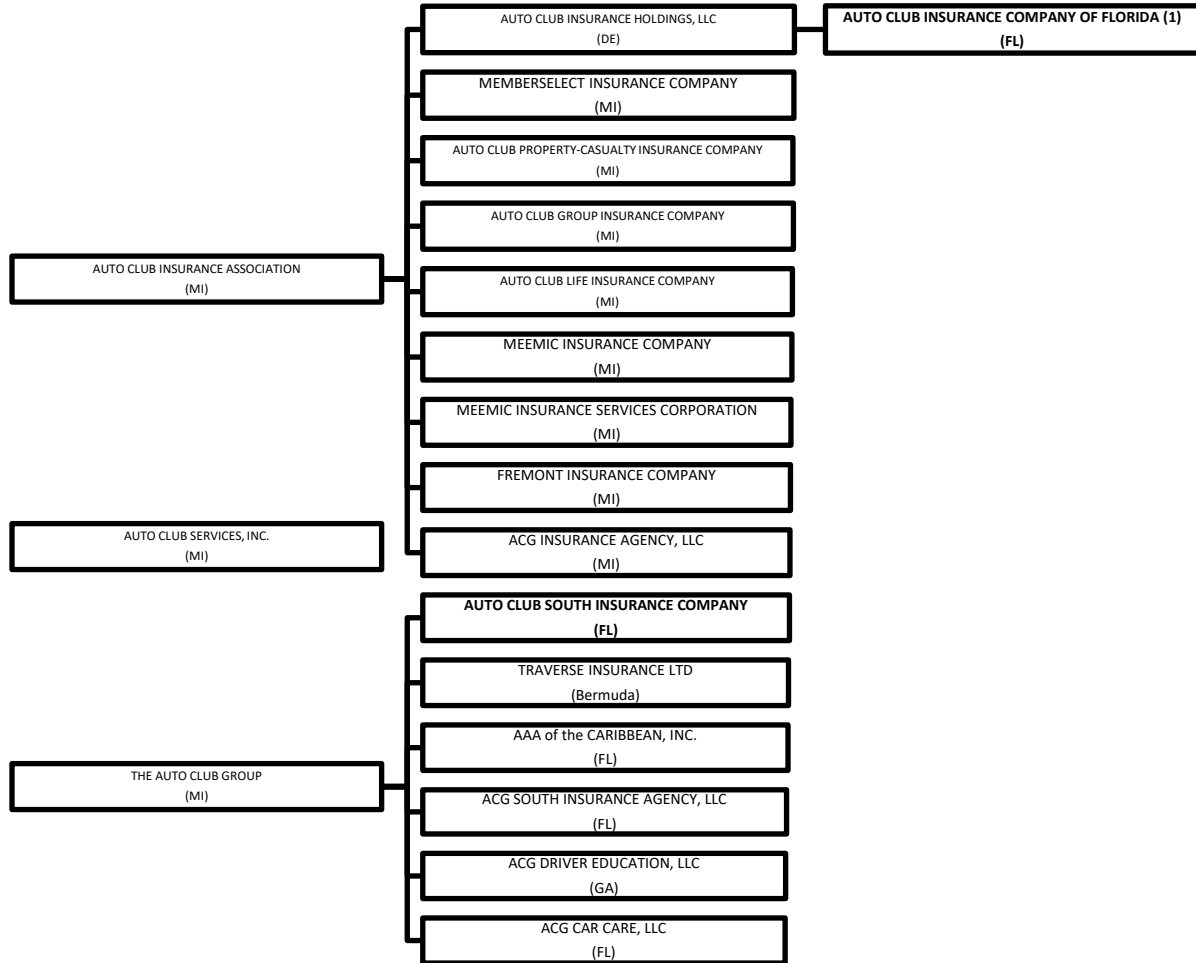 AUTO CLUB INSURANCE HOLDINGS, LLC
(DE)
AUTO CLUB INSURANCE COMPANY OF FLORIDA (1)
(FL)
MEMBERSELECT INSURANCE COMPANY
(MI)
AUTO CLUB PROPERTY-CASUALTY INSURANCE COMPANY
(MI)
AUTO CLUB GROUP INSURANCE COMPANY
(MI)
AUTO CLUB INSURANCE ASSOCIATION
(MI)
AUTO CLUB LIFE INSURANCE COMPANY
(MI)
MEEMIC INSURANCE COMPANY
(MI)
MEEMIC INSURANCE SERVICES CORPORATION
(MI)
FREMONT INSURANCE COMPANY
(MI)
AUTO CLUB SERVICES, INC.
(MI)
ACG INSURANCE AGENCY, LLC
(MI)
AUTO CLUB SOUTH INSURANCE COMPANY
(FL)
TRAVERSE INSURANCE LTD
(Bermuda)
AAA of the CARIBBEAN, INC.
(FL)
THE AUTO CLUB GROUP
(MI)
ACG SOUTH INSURANCE AGENCY, LLC
(FL)
ACG DRIVER EDUCATION, LLC
(GA)
ACG CAR CARE, LLC
(FL)